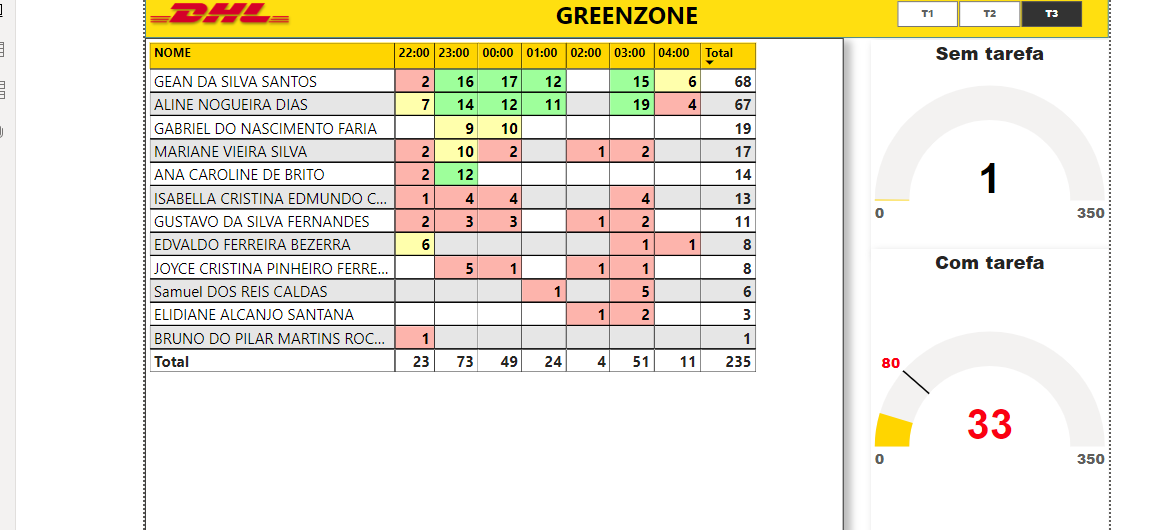 DHL
GREENZONE
T1 T2 T3
NOME 22:00 23:00 00:00 01:00 02:00 03:00 04:00 Total
GEAN DA SILVA SANTOS 2 16 17 12 15 6 68
ALINE NOGUEIRA DIAS 7 14 12 11 19 4 67
GABRIEL DO NASCIMENTO FARIA 9 10 19
MARIANE VIEIRA SILVA 2 10 2 1 2 17
ANA CAROLINE DE BRITO 2 12 14
ISABELLA CRISTINA EDMUNDO C... 1 4 4 4 13
GUSTAVO DA SILVA FERNANDES 2 3 3 1 2 11
EDVALDO FERREIRA BEZERRA 6 1 1 8
JOYCE CRISTINA PINHEIRO FERRE... 5 1 1 1 8
Samuel DOS REIS CALDAS 1 5 6
ELIDIANE ALCANJO SANTANA 1 2 3
BRUNO DO PILAR MARTINS ROC... 1 1
Total 23 73 49 24 4 51 11 235
Sem tarefa
1
0 350
Com tarefa
80
33
0 350